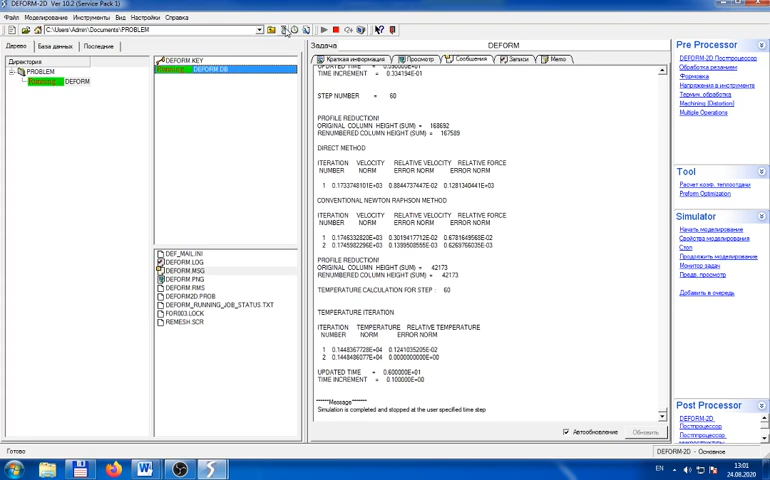 DEFORM-2D Ver 10.2 (Service Pack 1)
Файл Моделирование Инструменты Вид Настройки Справка
C:\Users\Admin\Documents\PROBLEM
Дерево База данных Последние
Директория
PROBLEM
Running... DEFORM
DEFORM.KEY
Running... DEFORM.DB
DEF_MAIL.INI
DEFORM.LOG
DEFORM.MSG
DEFORM.PNG
DEFORM.RMS
DEFORM2D.PROB
DEFORM_RUNNING_JOB_STATUS.TXT
FOR003.LOCK
REMESH.SCR
Задача DEFORM
Краткая информация Просмотр Сообщения Записи Memo
TIME INCREMENT = 0.334194E-01
STEP NUMBER = 60
PROFILE REDUCTION!
ORIGINAL COLUMN HEIGHT (SUM) = 168692
RENUMBERED COLUMN HEIGHT (SUM) = 167589
DIRECT METHOD
ITERATION VELOCITY RELATIVE VELOCITY RELATIVE FORCE
NUMBER NORM ERROR NORM ERROR NORM
1 0.1733748101E+03 0.8844737447E-02 0.1281340441E+03
CONVENTIONAL NEWTON RAPHSON METHOD
ITERATION VELOCITY RELATIVE VELOCITY RELATIVE FORCE
NUMBER NORM ERROR NORM ERROR NORM
1 0.1746332820E+03 0.3019417712E-02 0.6781649568E-02
2 0.1745982296E+03 0.1399508555E-03 0.6269766035E-03
PROFILE REDUCTION!
ORIGINAL COLUMN HEIGHT (SUM) = 42173
RENUMBERED COLUMN HEIGHT (SUM) = 42173
TEMPERATURE CALCULATION FOR STEP : 60
TEMPERATURE ITERATION
ITERATION TEMPERATURE RELATIVE TEMPERATURE
NUMBER NORM ERROR NORM
1 0.1448367728E+04 0.1241035205E-02
2 0.1448486077E+04 0.0000000000E+00
UPDATED TIME = 0.600000E+01
TIME INCREMENT = 0.100000E+00
------Message-------
Simulation is completed and stopped at the user specified time step
Автообновление Обновить
Pre Processor
DEFORM-2D Постпроцессор
Обработка резанием
Формовка
Напряжения в инструменте
Термич. обработка
Machining [Distortion]
Multiple Operations
Tool
Расчет коэф. теплоотдачи
Preform Optimization
Simulator
Начать моделирование
Свойства моделирования
Стоп
Продолжить моделирование
Монитор задач
Предв. просмотр
Добавить в очередь
Post Processor
DEFORM-2D
Постпроцессор
Постпроцессор
Готово
DEFORM-2D - Основное
EN
13:01
24.08.2020